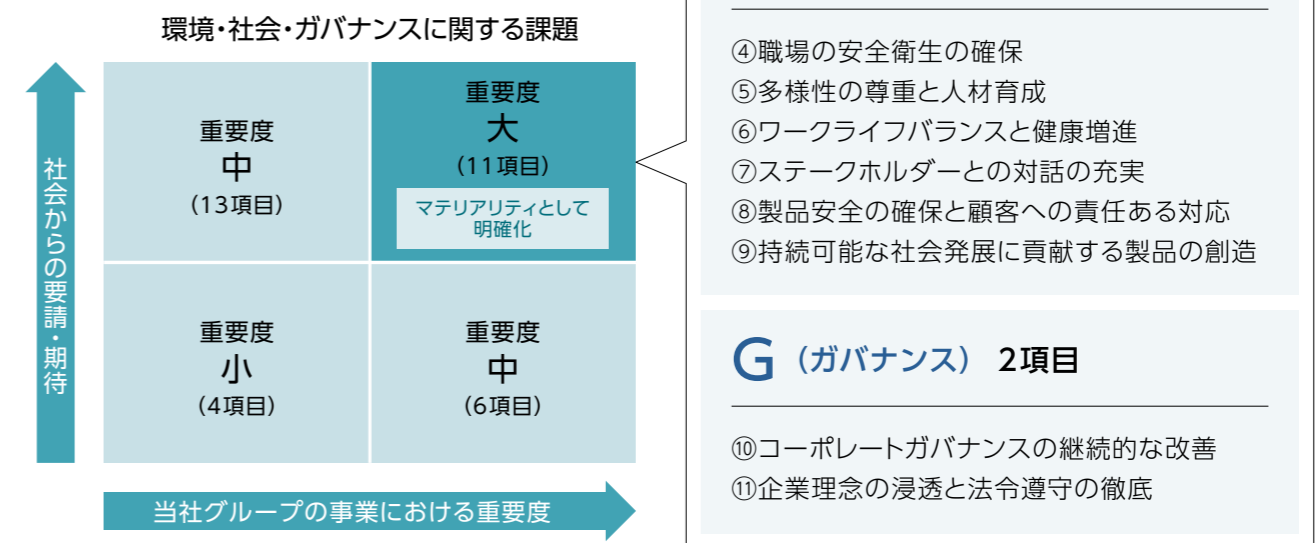 環境・社会・ガバナンスに関する課題
社会からの要請・期待
重要度
中
(13項目)
重要度
大
(11項目)
マテリアリティとして
明確化
重要度
小
(4項目)
重要度
中
(6項目)
当社グループの事業における重要度
④職場の安全衛生の確保
⑤多様性の尊重と人材育成
⑥ワークライフバランスと健康増進
⑦ステークホルダーとの対話の充実
⑧製品安全の確保と顧客への責任ある対応
⑨持続可能な社会発展に貢献する製品の創造
G（ガバナンス） 2項目
⑩コーポレートガバナンスの継続的な改善
⑪企業理念の浸透と法令遵守の徹底